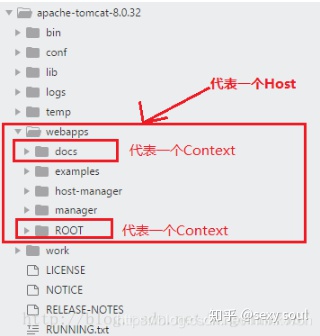 apache-tomcat-8.0.32
bin
conf
lib
logs
代表一个Host
temp
webapps
docs
代表一个Context
examples
host-manager
manager
ROOT
代表一个Context
work
LICENSE
NOTICE
RELEASE-NOTES
知乎 @sexy soul
RUNNING.txt